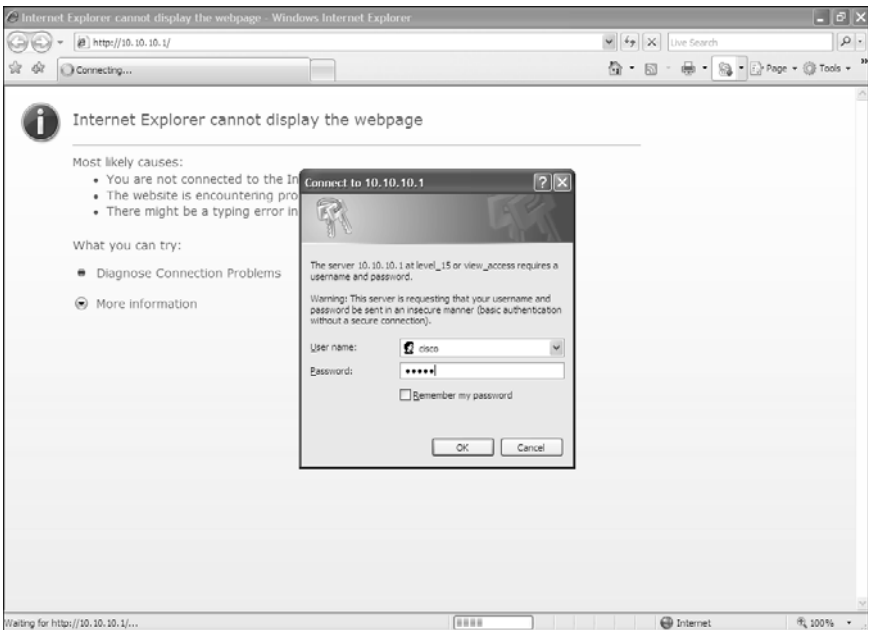 Internet Explorer cannot display the webpage - Windows Internet Explorer
http://10.10.10.1/
Live Search
Connecting...
Page
Tools
Internet Explorer cannot display the webpage
Most likely causes:
You are not connected to the In
The website is encountering pro
There might be a typing error in
What you can try:
Diagnose Connection Problems
More information
Connect to 10.10.10.1
The server 10.10.10.1 at level_15 or view_access requires a
username and password.
Warning: This server is requesting that your username and
password be sent in an insecure manner (basic authentication
without a secure connection).
User name:
cisco
Password:
•••••
Remember my password
OK
Cancel
Waiting for http://10.10.10.1/...
Internet
100%